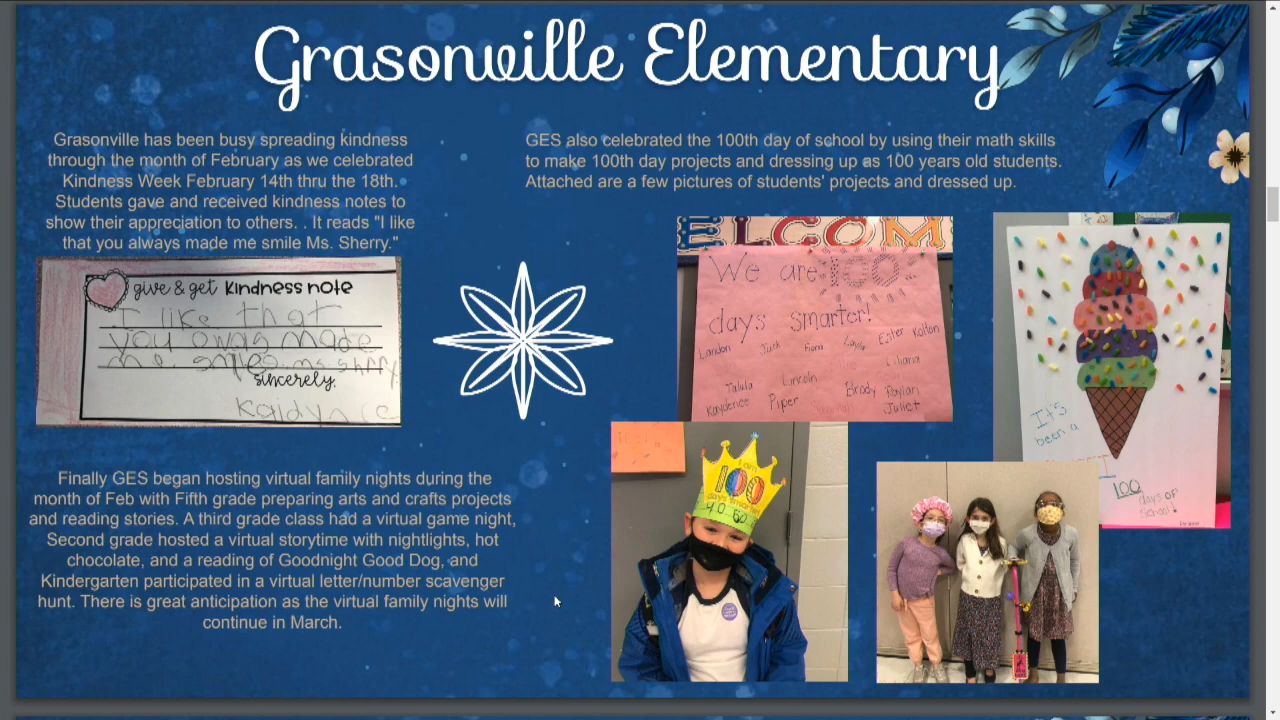 Grasonville Elementary
Grasonville has been busy spreading kindness
through the month of February as we celebrated
Kindness Week February 14th thru the 18th.
Students gave and received kindness notes to
show their appreciation to others. . It reads "I like
that you always made me smile Ms. Sherry."
give & get Kindness note
I like that
you owas made
me. smileo. ms shrry
sincerely,
GES also celebrated the 100th day of school by using their math skills
to make 100th day projects and dressing up as 100 years old students.
Attached are a few pictures of students' projects and dressed up.
ELCOM
We are 100
days smarter!
Landon Jack Fiona Ester Kolton
Liliana
Talula Lincoln Brody
Kaydence Piper Juliet
It's
been a
100
days of
school!
100
Finally GES began hosting virtual family nights during the
month of Feb with Fifth grade preparing arts and crafts projects
and reading stories. A third grade class had a virtual game night,
Second grade hosted a virtual storytime with nightlights, hot
chocolate, and a reading of Goodnight Good Dog, and
Kindergarten participated in a virtual letter/number scavenger
hunt. There is great anticipation as the virtual family nights will
continue in March.